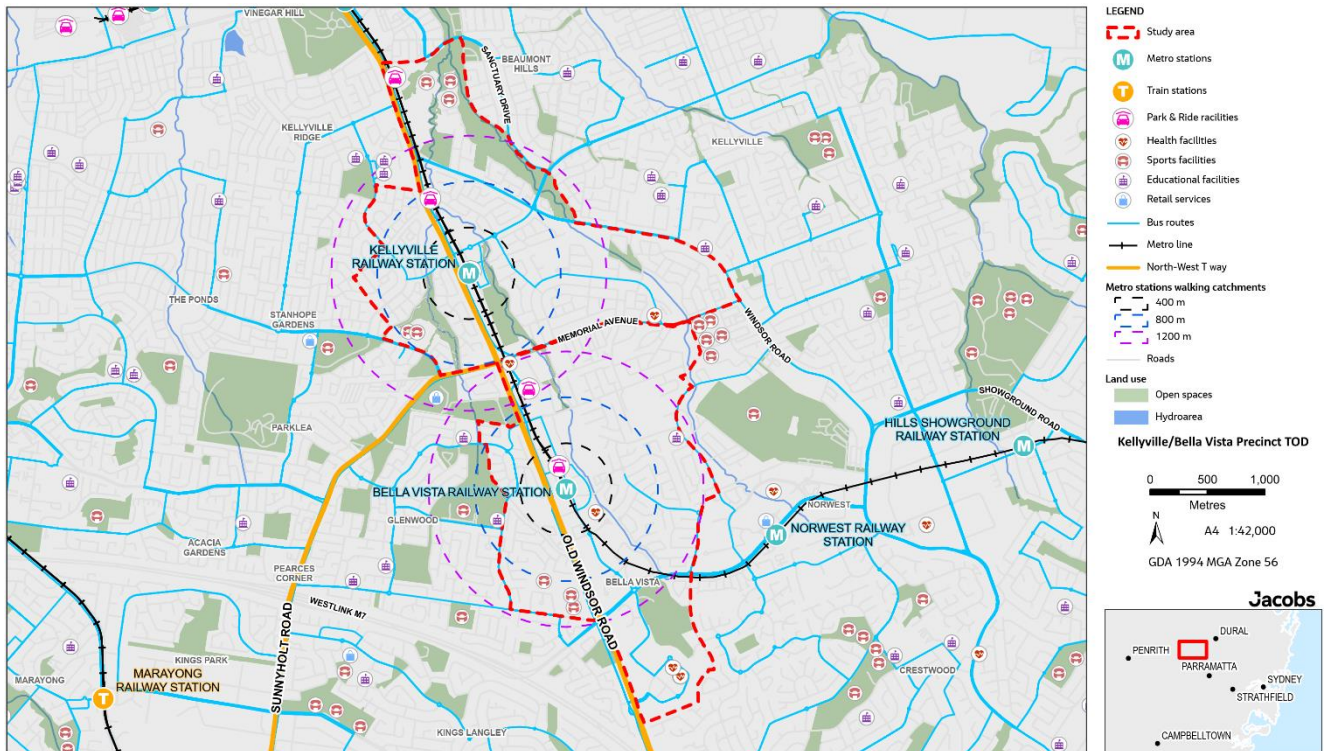 VINEGAR HILL
BEAUMONT
HILLS
SANCTUARY DRIVE
KELLYVILLE
RIDGE
KELLYVILLE
KELLYVILLE
RAILWAY STATION
M
THE PONDS
STANHOPE
GARDENS
MEMORIAL AVENUE
WINDSOR ROAD
PARKLEA
SHOWGROUND ROAD
HILLS SHOWGROUND
RAILWAY STATION
M
BELLA VISTA RAILWAY STATION
M
GLENWOOD
NORWEST
NORWEST RAILWAY
STATION
M
ACACIA
GARDENS
PEARCES
CORNER
OLD WINDSOR ROAD
BELLA VISTA
WESTLINK M7
SUNNYHOLT ROAD
KINGS PARK
MARAYONG
MARAYONG
RAILWAY STATION
T
CRESTWOOD
KINGS LANGLEY
LEGEND
Study area
M
Metro stations
T
Train stations
Park & Ride racilities
Health facilities
Sports facilities
Educational facilities
Retail services
Bus routes
Metro line
North-West T way
Metro stations walking catchments
400 m
800 m
1200 m
Roads
Land use
Open spaces
Hydroarea
Kellyville/Bella Vista Precinct TOD
0 500 1,000
Metres
N
A4 1:42,000
GDA 1994 MGA Zone 56
Jacobs
DURAL
PENRITH
PARRAMATTA
SYDNEY
STRATHFIELD
CAMPBELLTOWN